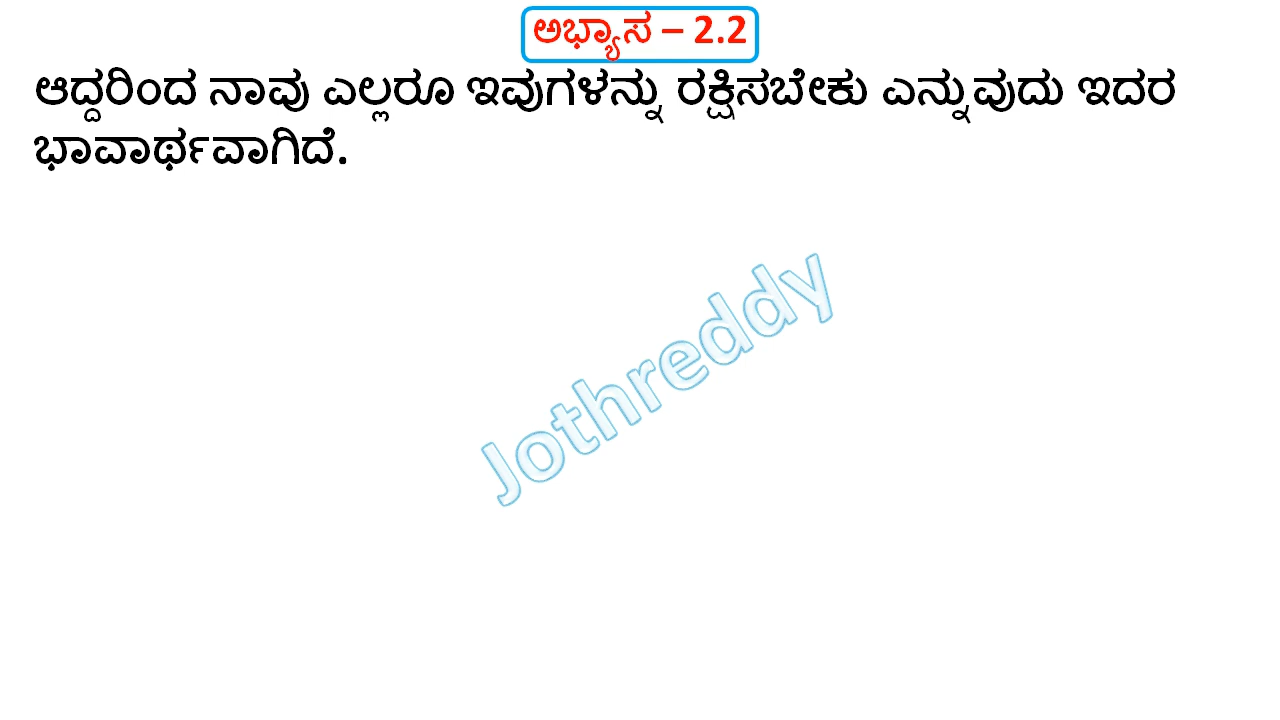 ಅಭ್ಯಾಸ – 2.2
ಆದ್ದರಿಂದ ನಾವು ಎಲ್ಲರೂ ಇವುಗಳನ್ನು ರಕ್ಷಿಸಬೇಕು ಎನ್ನುವುದು ಇದರ
ಭಾವಾರ್ಥವಾಗಿದೆ.
Jothreddy